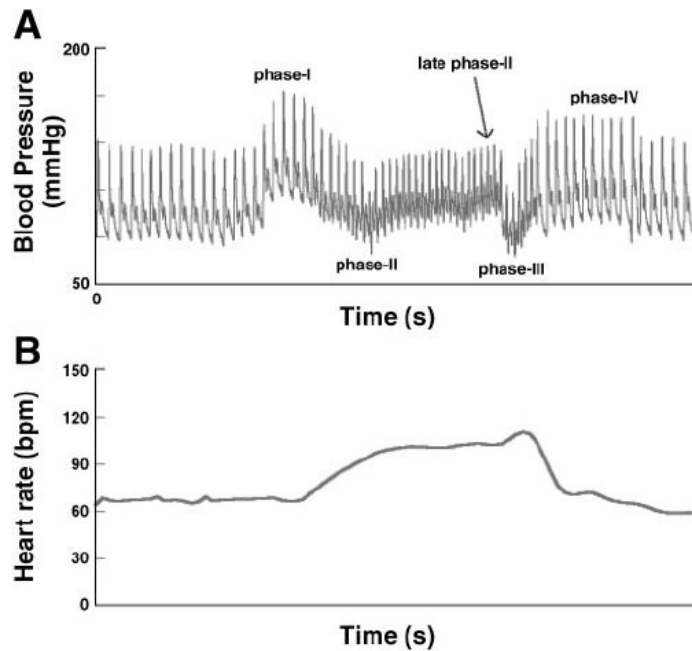 A
200
phase-I
late phase-II
phase-IV
Blood Pressure
(mmHg)
phase-II
phase-III
50
0
Time (s)
B
150
120
90
60
30
0
Heart rate (bpm)
Time (s)